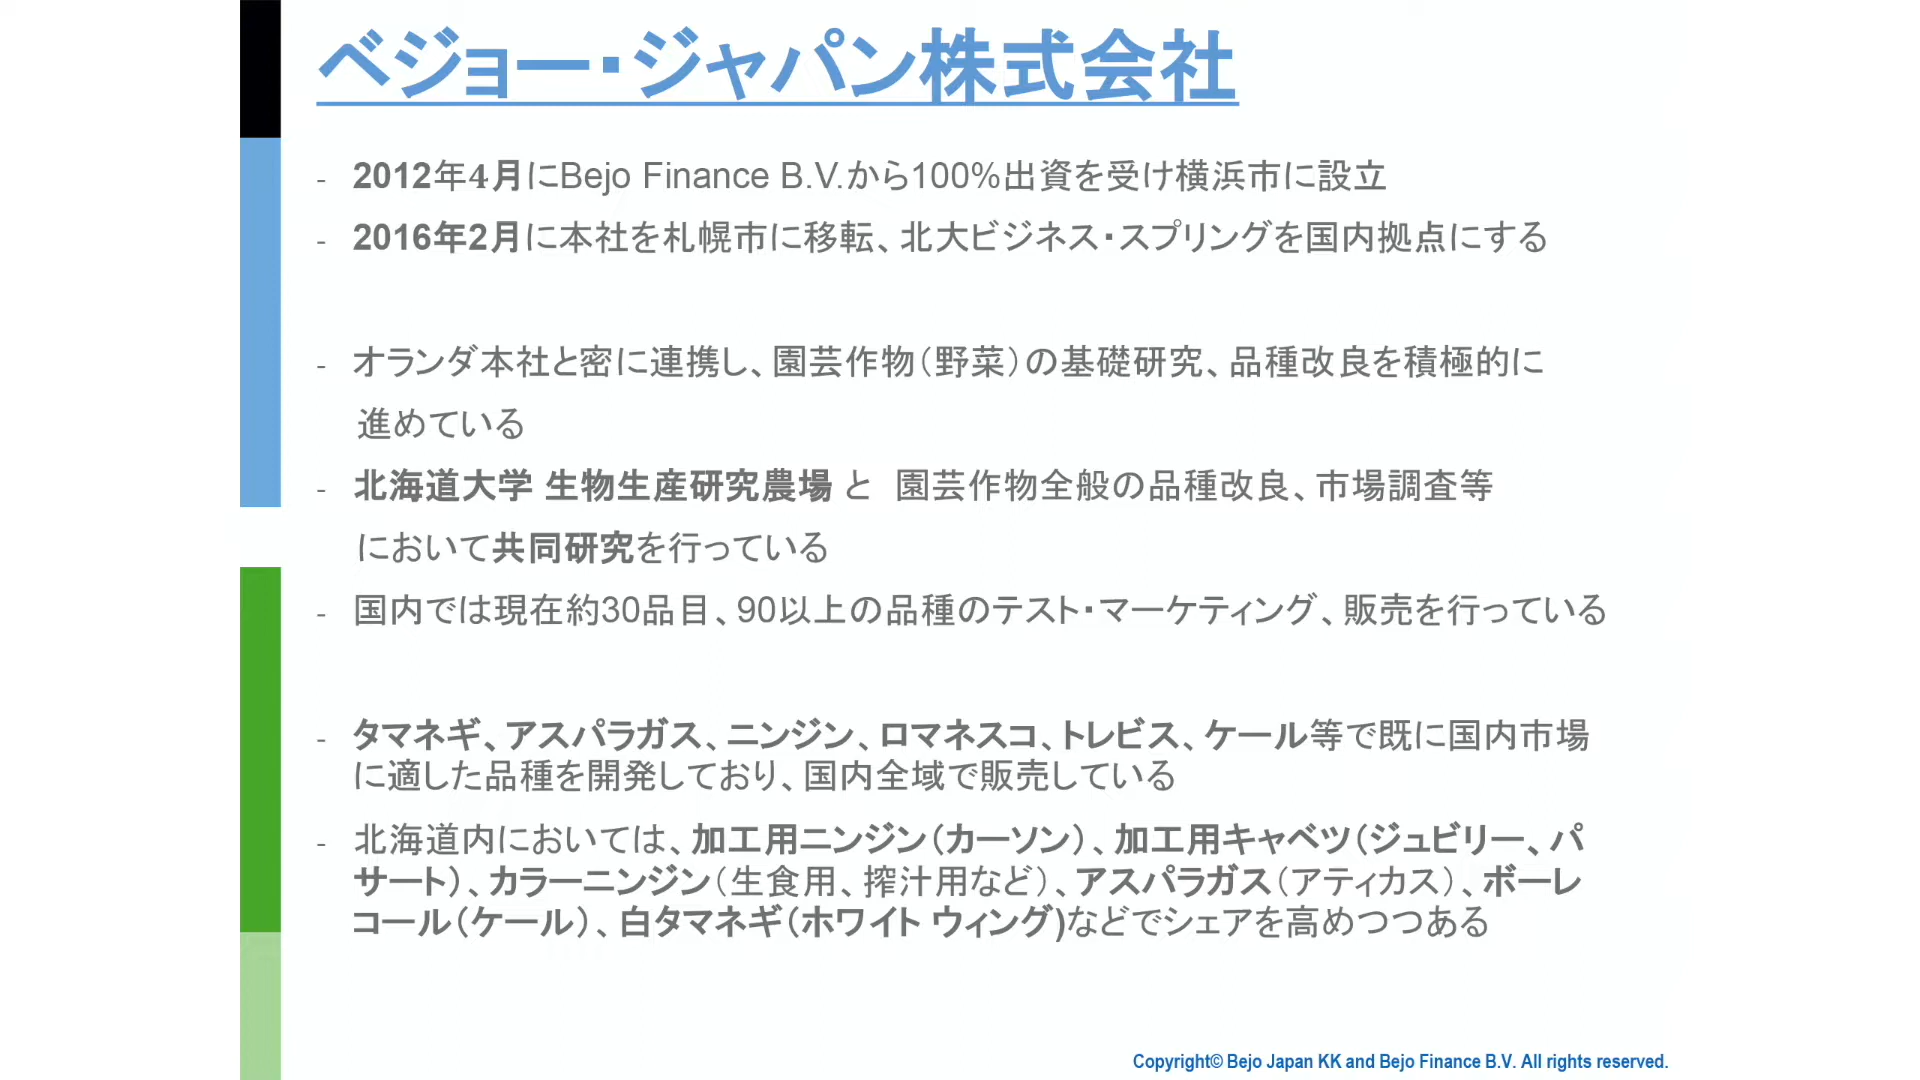 ベジョー・ジャパン株式会社
- 2012年4月にBejo Finance B.V.から100%出資を受け横浜市に設立
- 2016年2月に本社を札幌市に移転、北大ビジネス・スプリングを国内拠点にする
- オランダ本社と密に連携し、園芸作物（野菜）の基礎研究、品種改良を積極的に
進めている
- 北海道大学 生物生産研究農場 と 園芸作物全般の品種改良、市場調査等
において共同研究を行っている
- 国内では現在約30品目、90以上の品種のテスト・マーケティング、販売を行っている
- タマネギ、アスパラガス、ニンジン、ロマネスコ、トレビス、ケール等で既に国内市場
に適した品種を開発しており、国内全域で販売している
- 北海道内においては、加工用ニンジン（カーソン）、加工用キャベツ（ジュビリー、パ
サート）、カラーニンジン（生食用、搾汁用など）、アスパラガス（アティカス）、ボーレ
コール（ケール）、白タマネギ（ホワイト ウィング)などでシェアを高めつつある
Copyright© Bejo Japan KK and Bejo Finance B.V. All rights reserved.